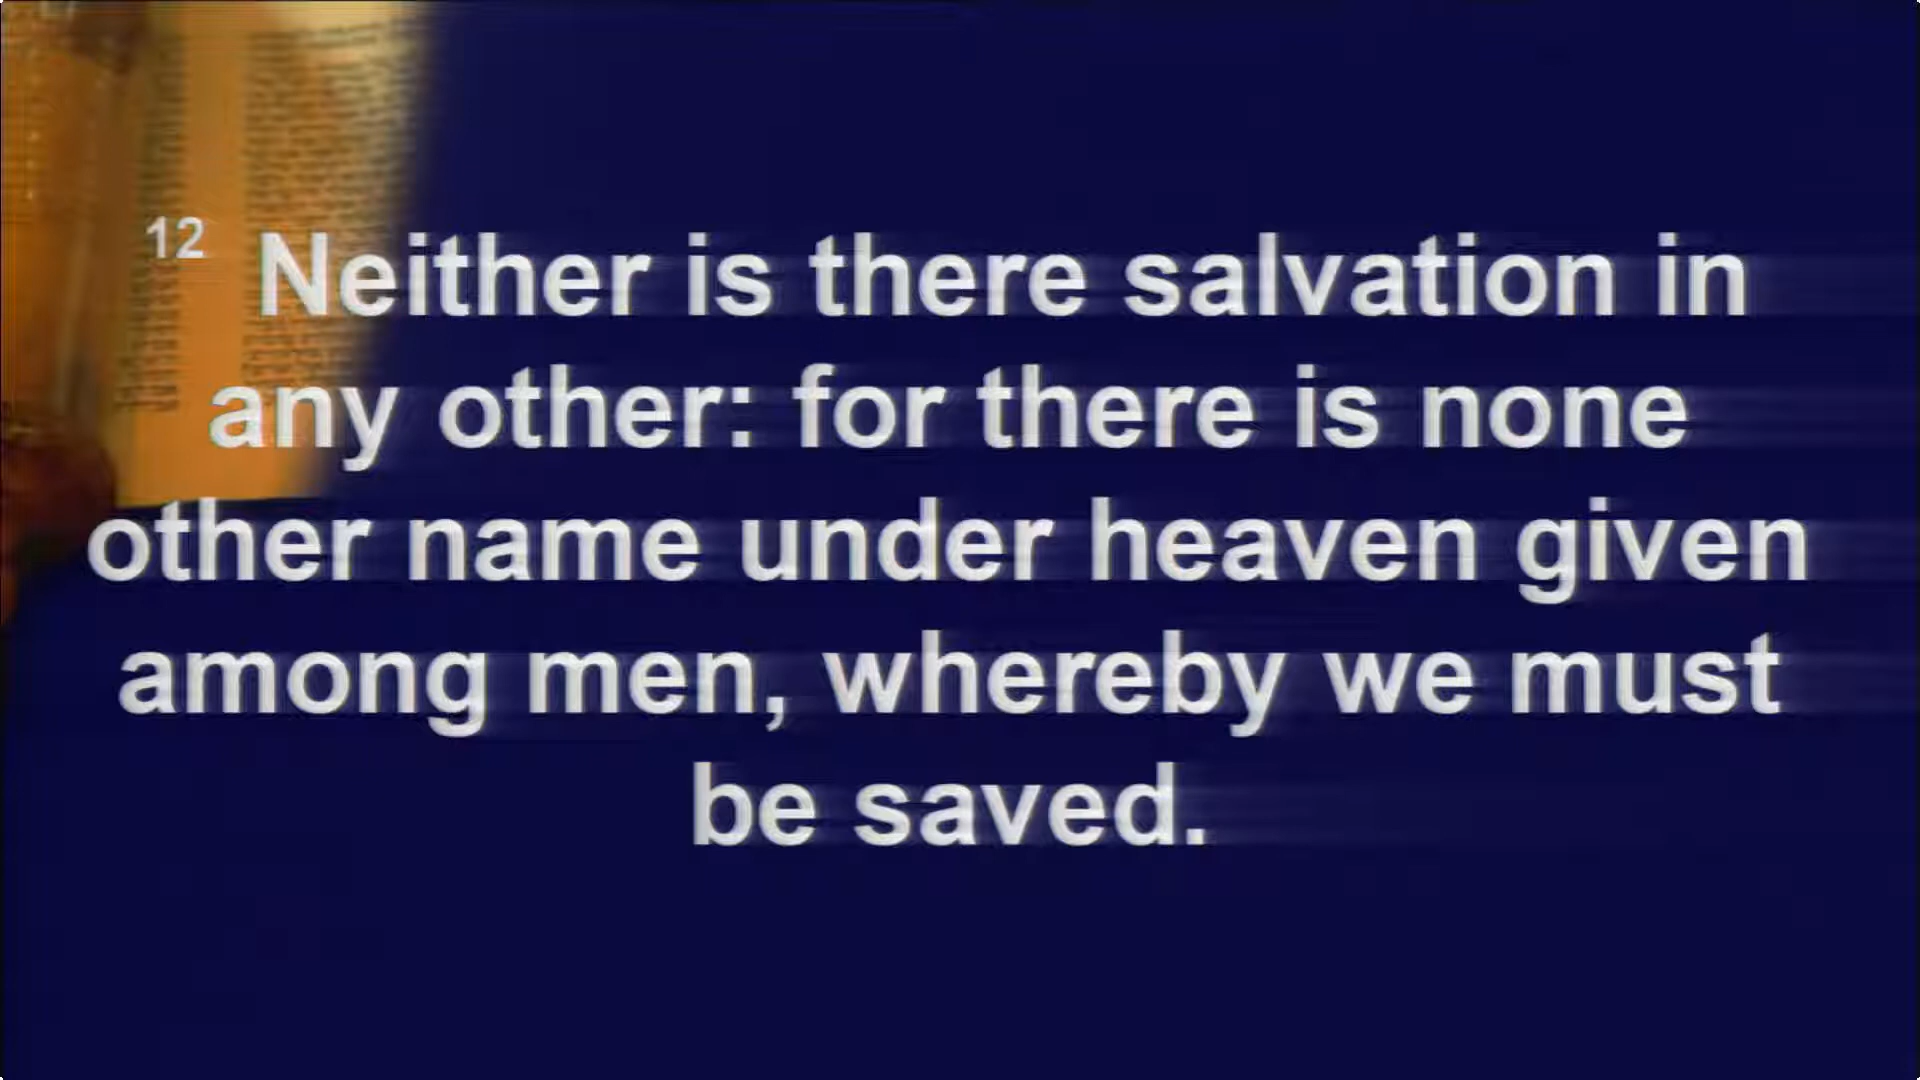 12 Neither is there salvation in
any other: for there is none
other name under heaven given
among men, whereby we must
be saved.